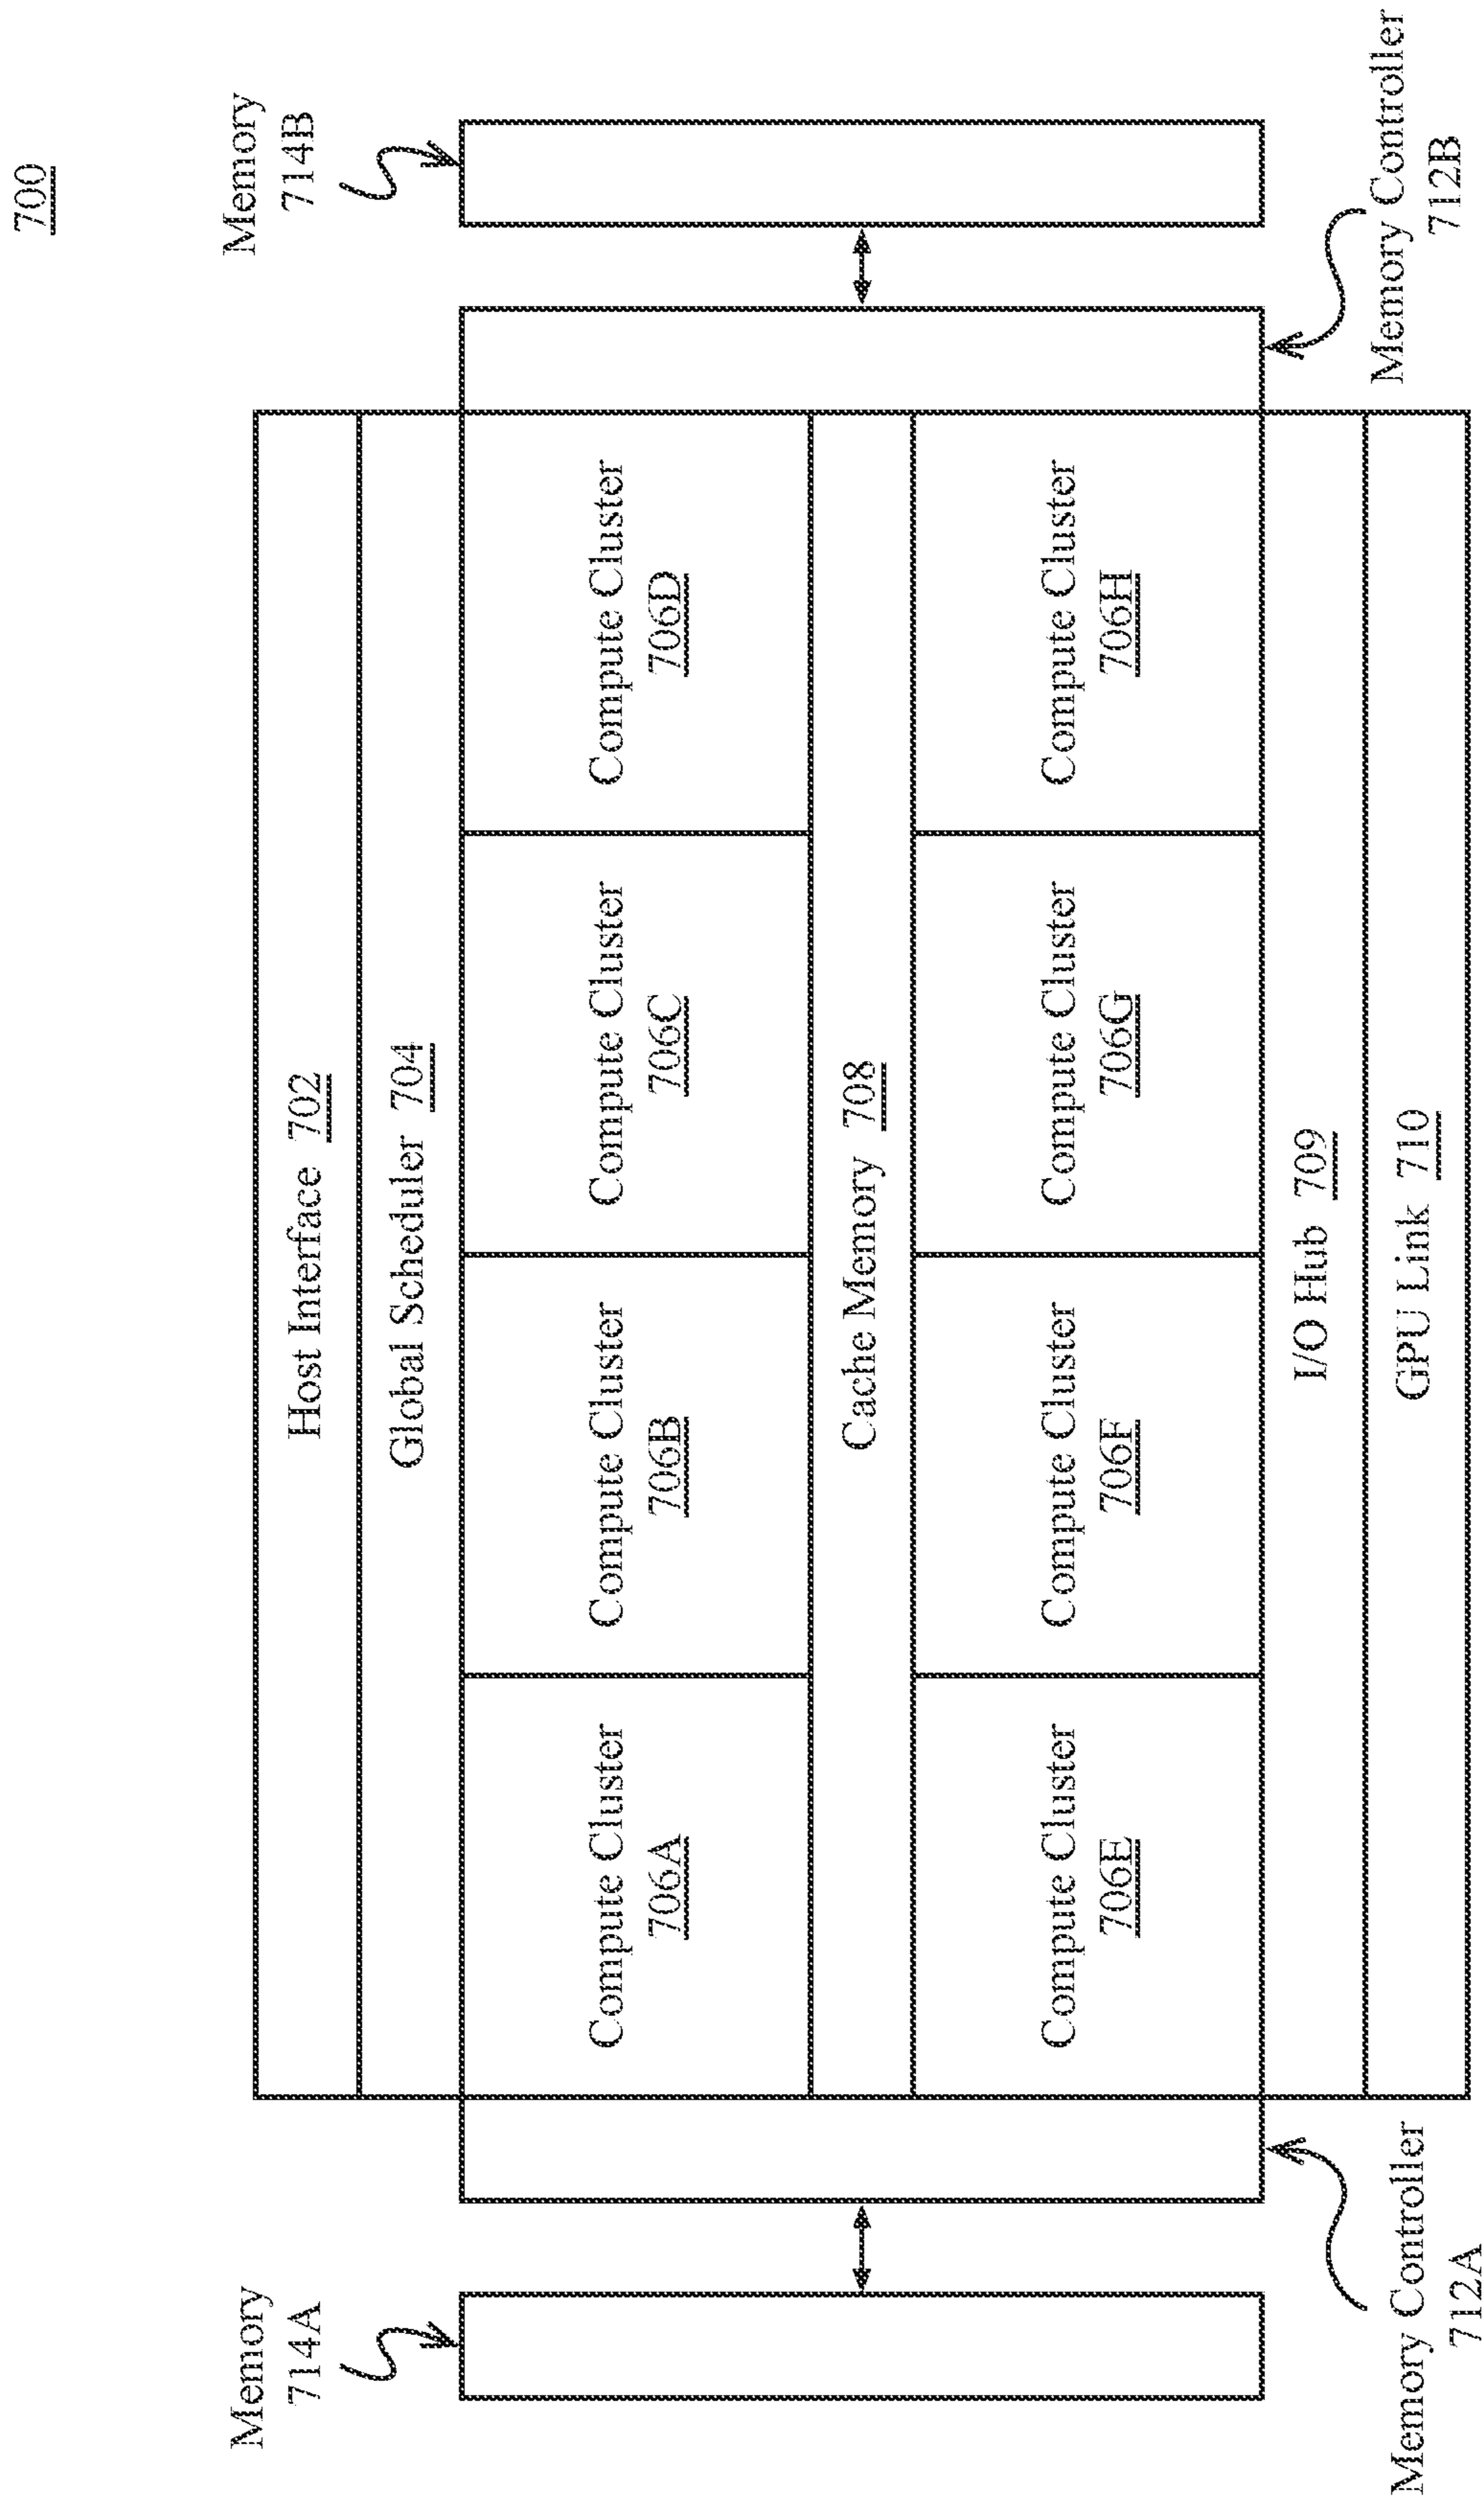 700
Memory
714A
Memory
714B
Host Interface 702
Global Scheduler 704
Compute Cluster
706A
Compute Cluster
706B
Compute Cluster
706C
Compute Cluster
706D
Cache Memory 708
Compute Cluster
706E
Compute Cluster
706F
Compute Cluster
706G
Compute Cluster
706H
I/O Hub 709
GPU Link 710
Memory Controller
712A
Memory Controller
712B